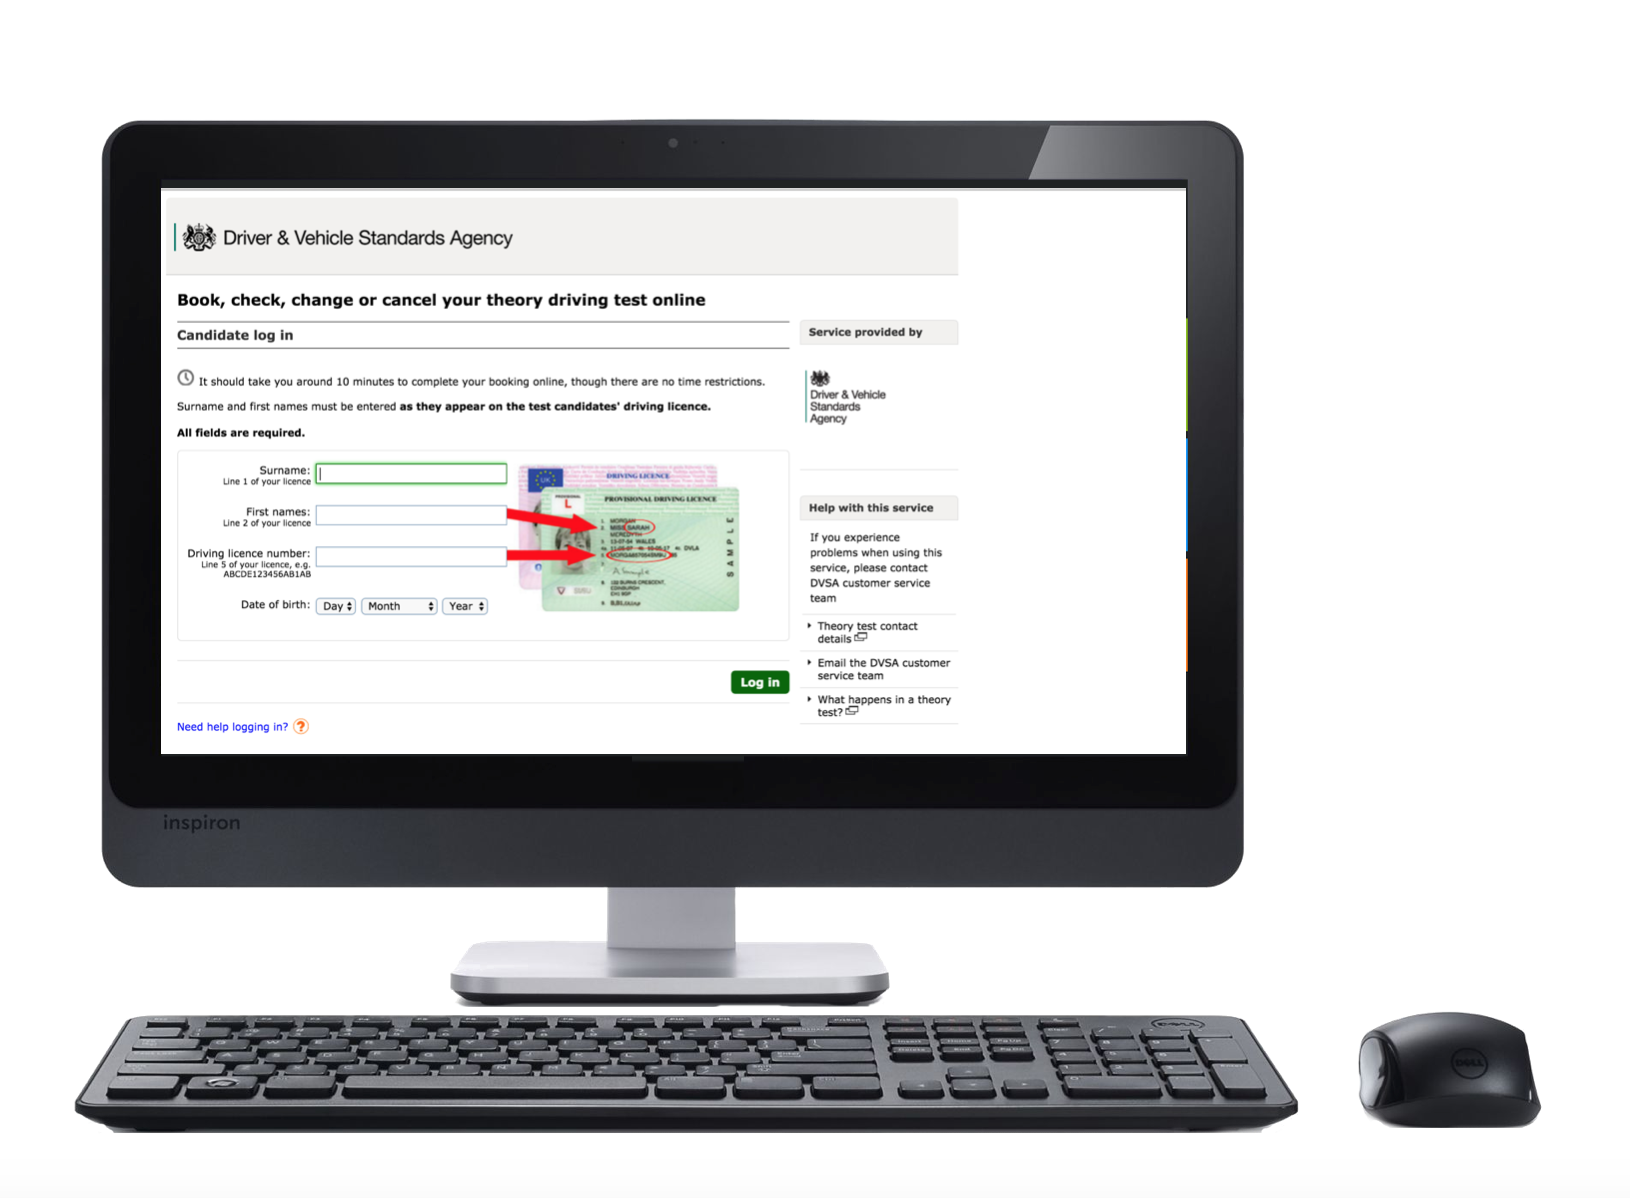 Driver & Vehicle Standards Agency
Book, check, change or cancel your theory driving test online
Candidate log in
It should take you around 10 minutes to complete your booking online, though there are no time restrictions.
Surname and first names must be entered as they appear on the test candidates' driving licence.
All fields are required.
Surname:
Line 1 of your licence
First names:
Line 2 of your licence
Driving licence number:
Line 5 of your licence, e.g.
ABCDE123456AB1AB
Date of birth: Day Month Year
UK
DRIVING LICENCE
PROVISIONAL DRIVING LICENCE
L
MORGAN
SARAH
WALES
DVLA
SAMPLE
Log in
Need help logging in? ?
Service provided by
Driver & Vehicle
Standards
Agency
Help with this service
If you experience
problems when using this
service, please contact
DVSA customer service
team
Theory test contact
details
Email the DVSA customer
service team
What happens in a theory
test?
inspiron
DELL
DELL